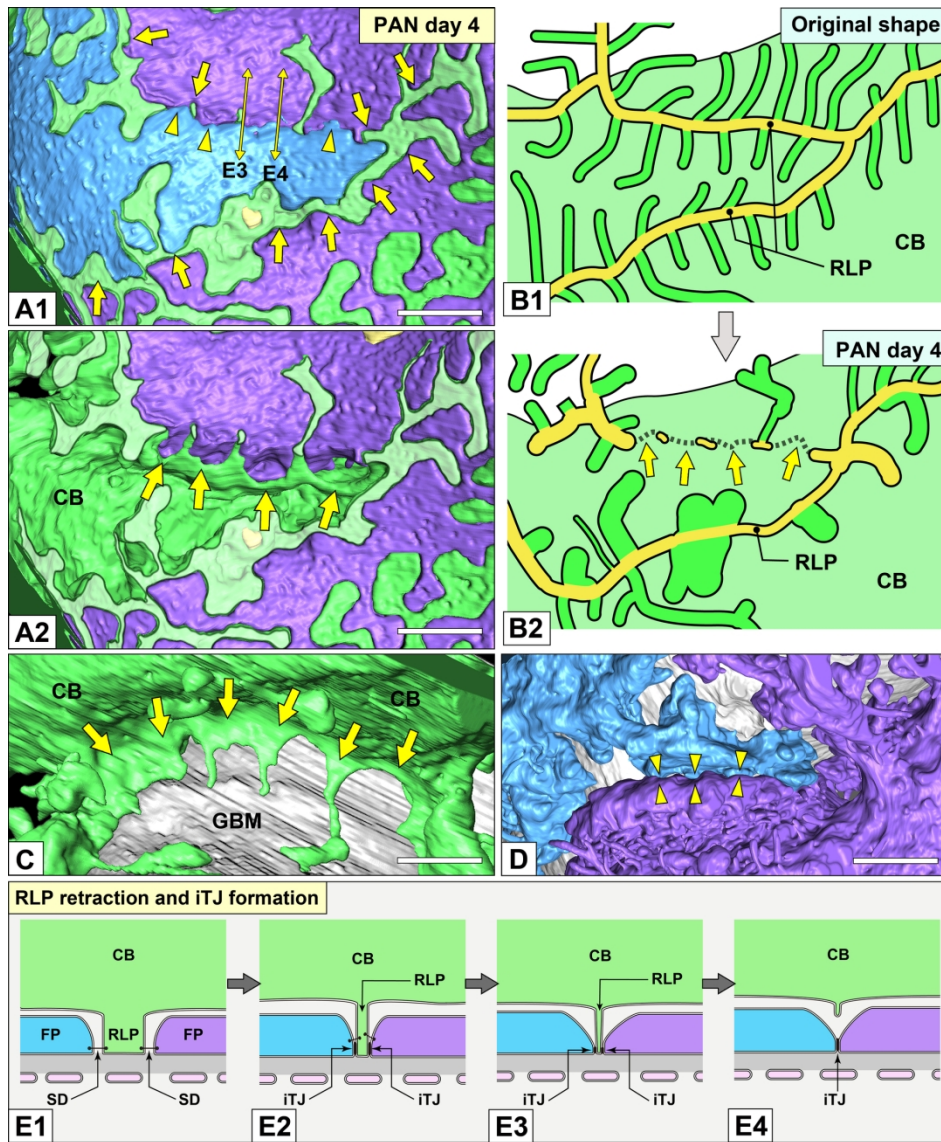 PAN day 4
E3
E4
A1
Original shape
RLP
CB
B1
CB
A2
PAN day 4
RLP
CB
B2
CB
CB
GBM
C
D
RLP retraction and iTJ formation
CB
FP
RLP
FP
SD
SD
E1
CB
RLP
iTJ
iTJ
E2
CB
RLP
iTJ
iTJ
E3
CB
iTJ
E4